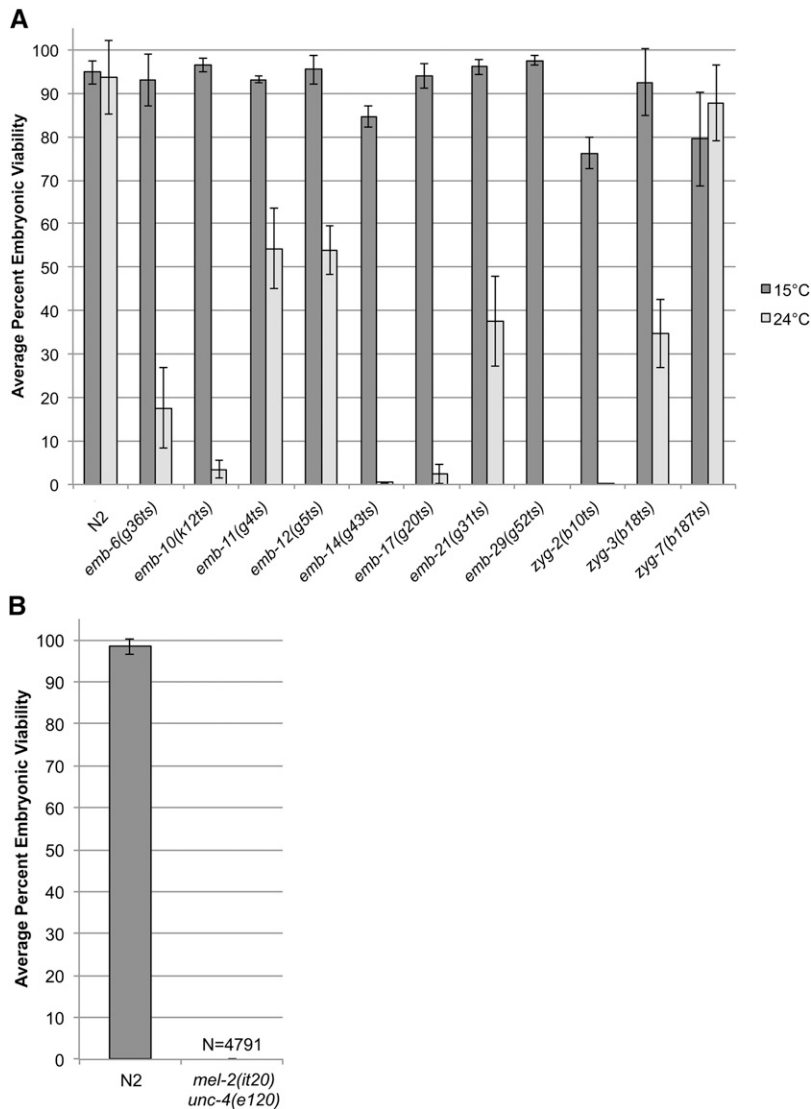 A
Average Percent Embryonic Viability
100
90
80
70
60
50
40
30
20
10
0
N2
emb-6(g36ts)
emb-10(k12ts)
emb-11(g4ts)
emb-12(g5ts)
emb-14(g43ts)
emb-17(g20ts)
emb-21(g31ts)
emb-29(g52ts)
zyg-2(b10ts)
zyg-3(b18ts)
zyg-7(b187ts)
15°C
24°C
B
Average Percent Embryonic Viability
100
90
80
70
60
50
40
30
20
10
0
N=4791
N2
mel-2(it20)
unc-4(e120)